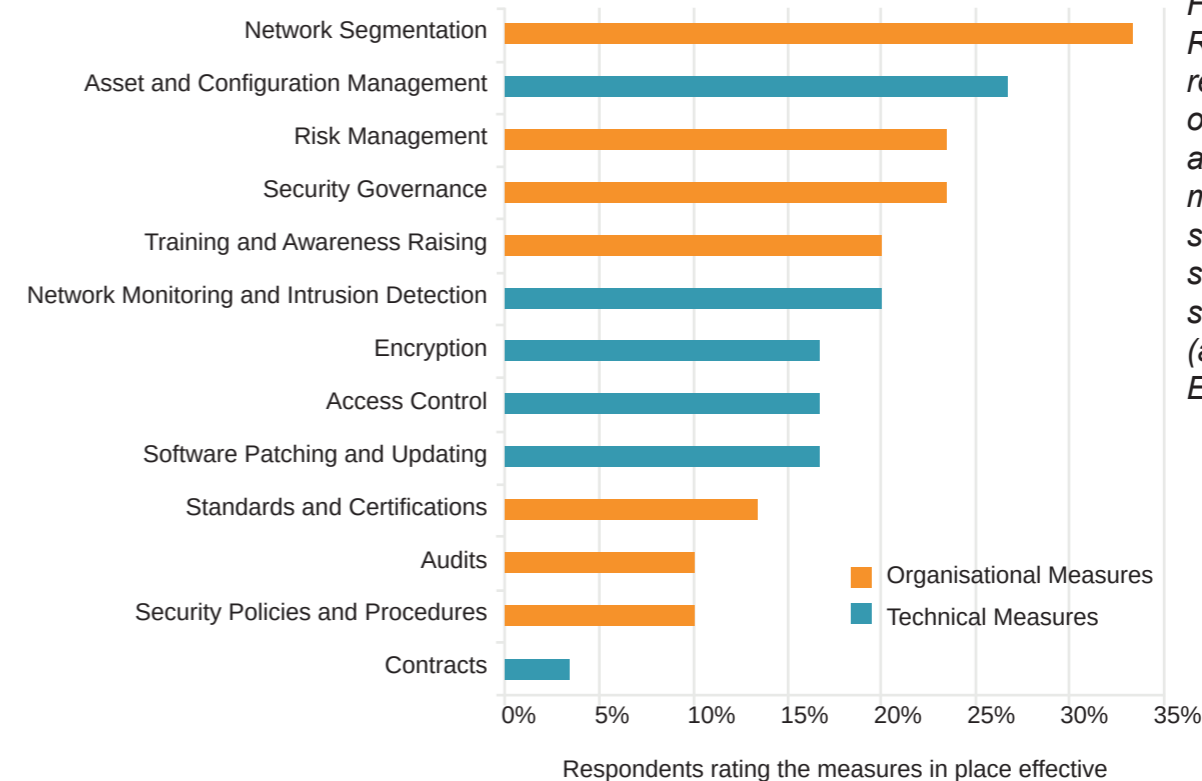 Network Segmentation
Asset and Configuration Management
Risk Management
Security Governance
Training and Awareness Raising
Network Monitoring and Intrusion Detection
Encryption
Access Control
Software Patching and Updating
Standards and Certifications
Audits
Security Policies and Procedures
Contracts
Organisational Measures
Technical Measures
0% 5% 10% 15% 20% 25% 30% 35%
Respondents rating the measures in place effective